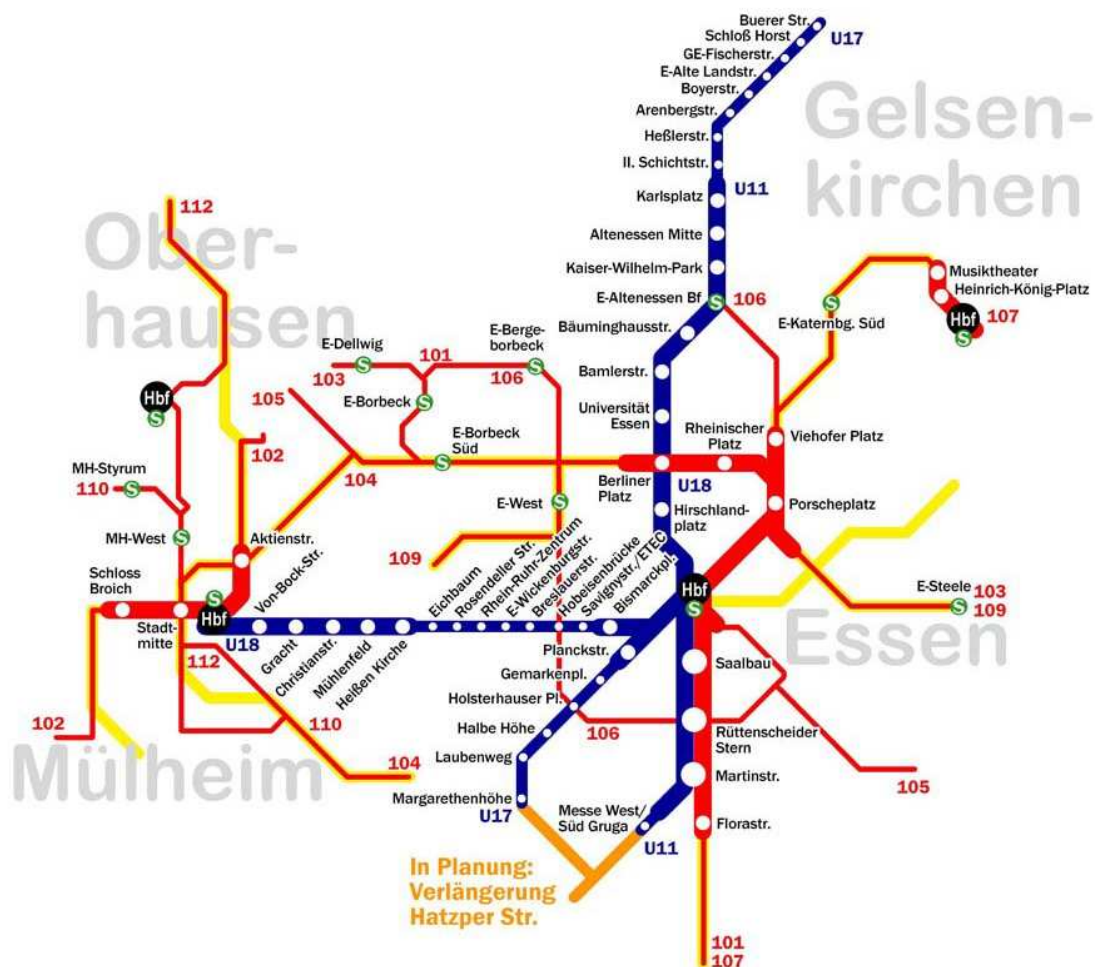 Buerer Str.
Schloß Horst
U17
GE-Fischerstr.
E-Alte Landstr.
Boyerstr.
Arenbergstr.
Heßlerstr.
II. Schichtstr.
U11
Karlsplatz
Altenessen Mitte
Kaiser-Wilhelm-Park
E-Altenessen Bf
106
Bäuminghausstr.
Bamlerstr.
Universität
Essen
Gelsen-
kirchen
Musiktheater
Heinrich-König-Platz
107
Hbf
S
S
S
E-Katernbg. Süd
112
Ober-
hausen
Hbf
S
E-Dellwig
S
103
101
E-Berge-
borbeck
106
S
105
E-Borbeck
S
E-Borbeck
Süd
S
102
104
Rheinischer
Platz
Viehofer Platz
Berliner
Platz
U18
Porscheplatz
Hirschland-
platz
MH-Styrum
110
S
MH-West
S
Aktienstr.
E-West
S
109
Schloss
Broich
Stadt-
mitte
S
Hbf
U18
112
Von-Bock-Str.
Gracht
Christianstr.
Mühlenfeld
Heißen Kirche
Eichbaum
Rosendeller Str.
Rhein-Ruhr-Zentrum
E-Wickenburgstr.
Breslauerstr.
Hobeisenbrücke
Savignystr./ETEC
Bismarckpl.
Hbf
S
E-Steele
S
103
109
Essen
Planckstr.
Gemarkenpl.
Holsterhauser Pl.
Halbe Höhe
106
Laubenweg
Margarethenhöhe
U17
Saalbau
Rüttenscheider
Stern
Martinstr.
105
Messe West/
Süd Gruga
U11
Florastr.
102
110
104
Mülheim
In Planung:
Verlängerung
Hatzper Str.
101
107